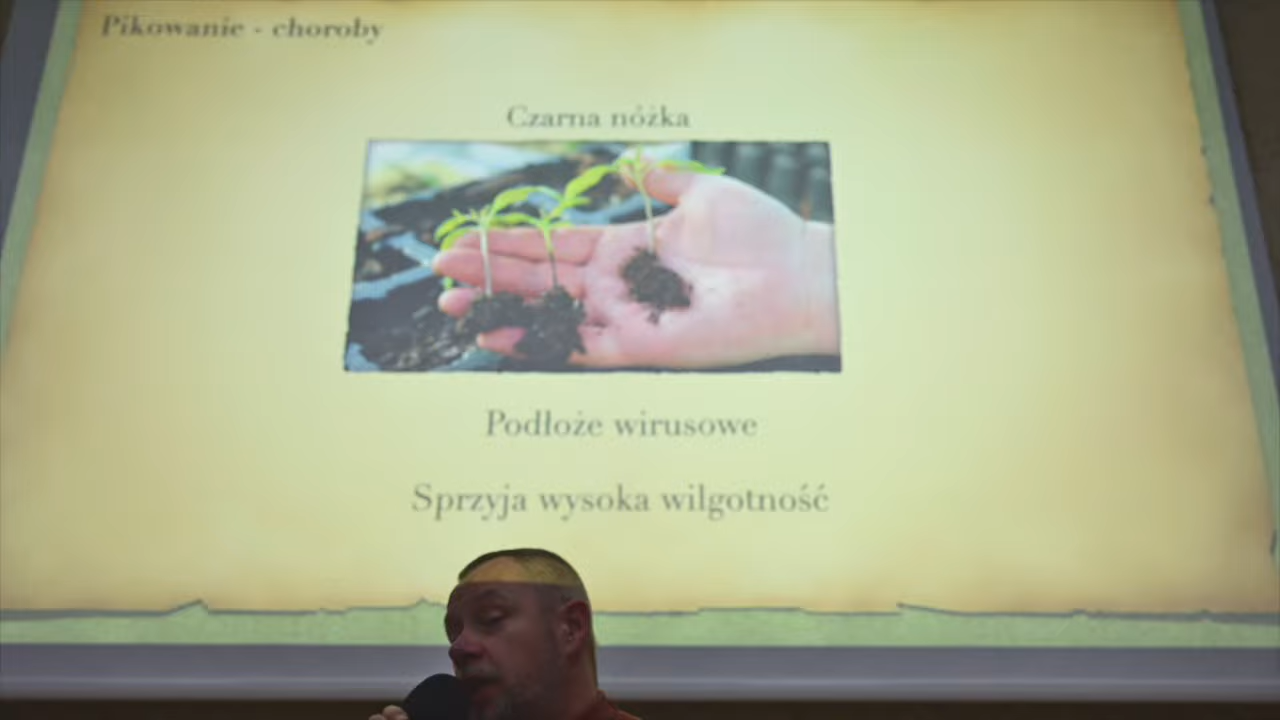 Pikowanie - choroby
Czarna nóżka
Podłoże wirusowe
Sprzyja wysoka wilgotność